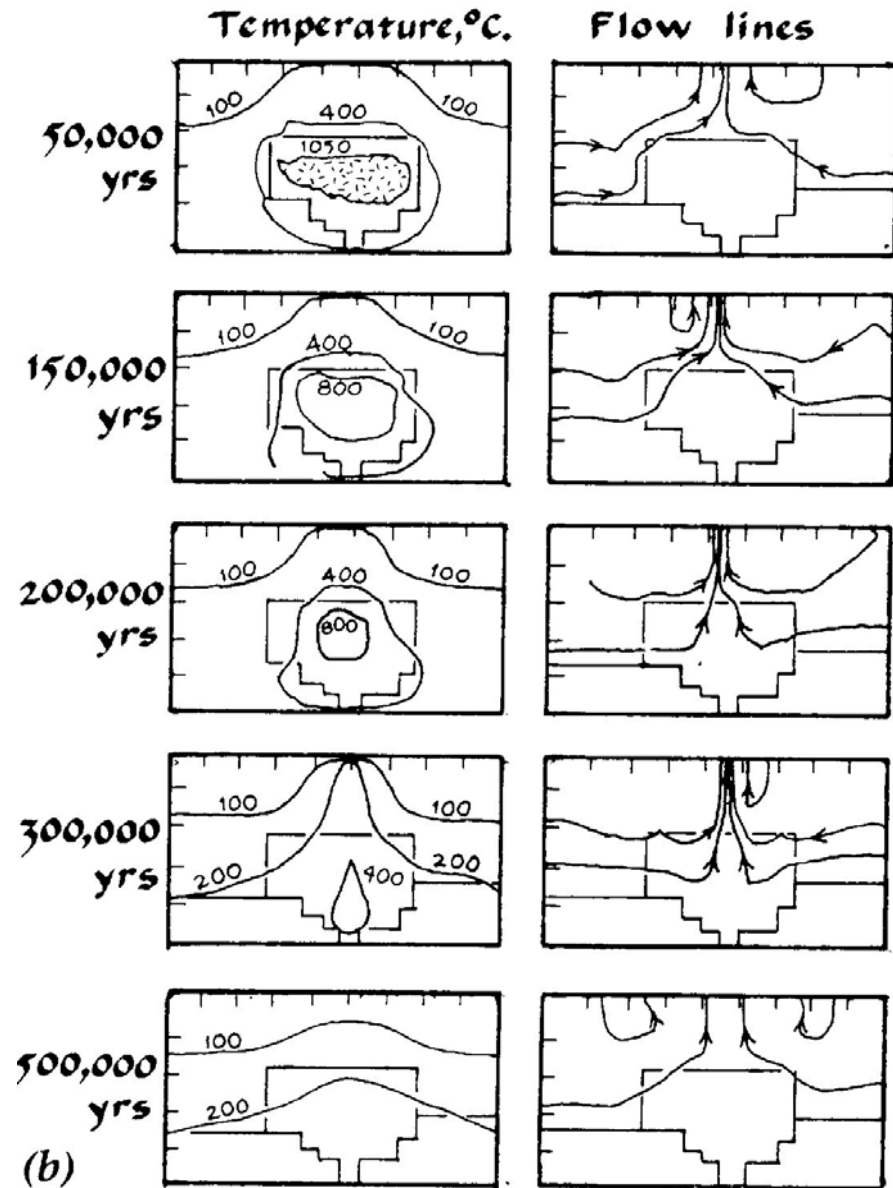 Temperature,°C. Flow lines
50,000 yrs
100 400 100
1050
150,000 yrs
100 400 100
800
200,000 yrs
100 400 100
800
300,000 yrs
100 100
200 400 200
500,000 yrs
100
200
(b)